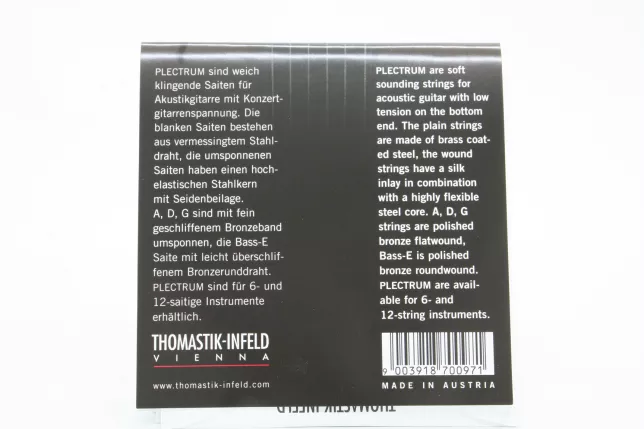 PLECTRUM sind weich
klingende Saiten für
Akustikgitarre mit Konzert-
gitarrenspannung. Die
blanken Saiten bestehen
aus vermessingtem Stahl-
draht, die umsponnenen
Saiten haben einen hoch-
elastischen Stahlkern
mit Seidenbeilage.
A, D, G sind mit fein
geschliffenem Bronzeband
umsponnen, die Bass-E
Saite mit leicht überschlif-
fenem Bronzerunddraht.
PLECTRUM sind für 6- und
12-saitige Instrumente
erhältlich.
THOMASTIK-INFELD
VIENNA
www.thomastik-infeld.com
PLECTRUM are soft
sounding strings for
acoustic guitar with low
tension on the bottom
end. The plain strings
are made of brass coat-
ed steel, the wound
strings have a silk
inlay in combination
with a highly flexible
steel core. A, D, G
strings are polished
bronze flatwound,
Bass-E is polished
bronze roundwound.
PLECTRUM are avail-
able for 6- and
12-string instruments.
9 003918 700971
MADE IN AUSTRIA
THOMASTIK INFELD